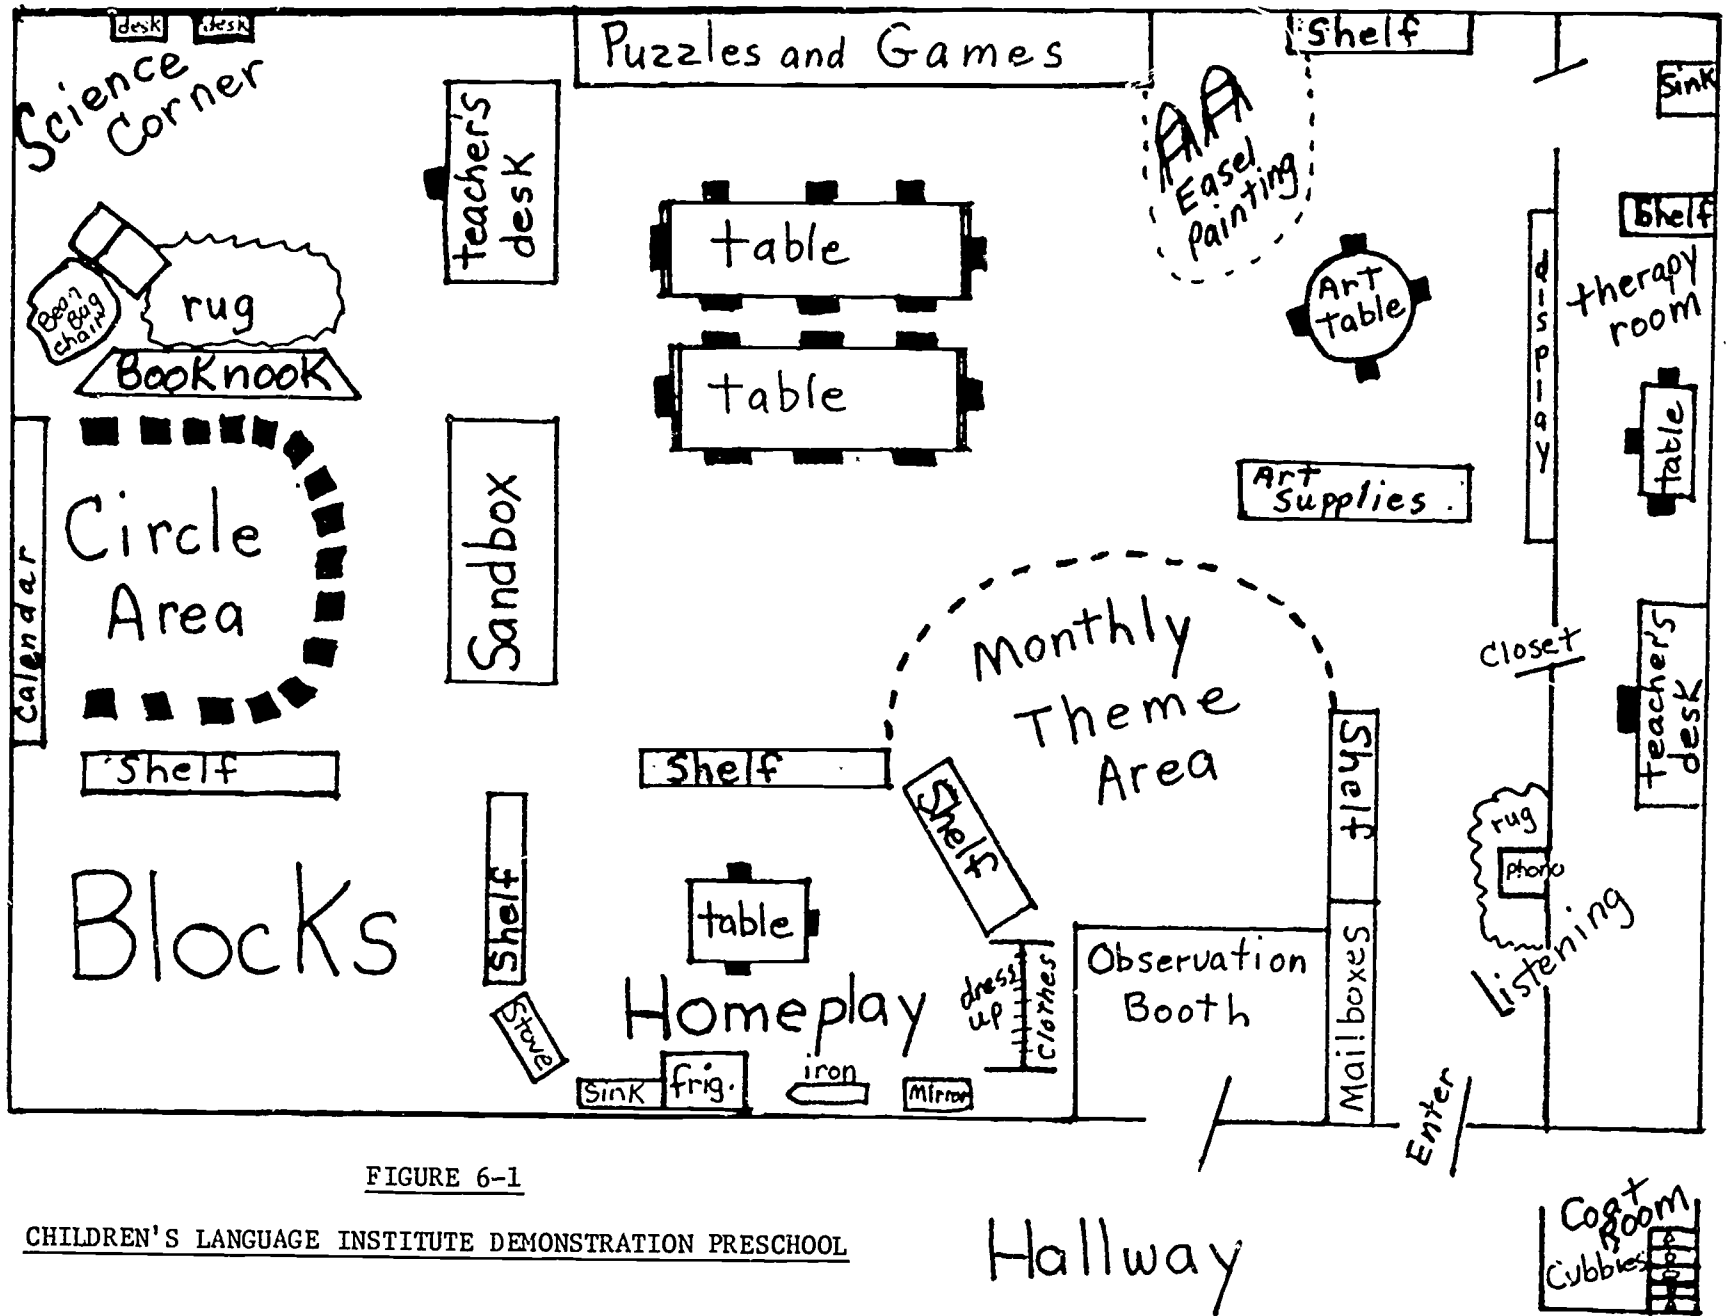 desk
desk
Science
Corner
Puzzles and Games
Shelf
Sink
teacher's
desk
Easel
Painting
Shelf
therapy
room
table
table
Art
Table
display
Bean
Bag
chair
rug
BooKnooK
table
Calendar
Circle
Area
Sandbox
Art
Supplies
Monthly
Theme
Area
Closet
teacher's
desk
Shelf
Shelf
Shelf
Shelf
Shelf
rug
phono
listening
Blocks
table
Homeplay
dress
up
Clothes
Observation
Booth
Mailboxes
Stove
Sink
frig.
iron
Mirror
Enter
FIGURE 6-1
CHILDREN'S LANGUAGE INSTITUTE DEMONSTRATION PRESCHOOL
Hallway
Coat
Room
Cubbies